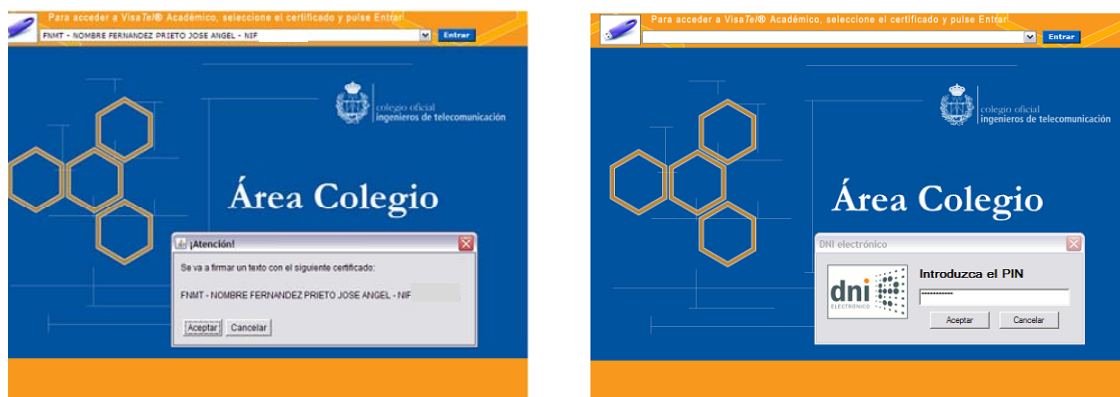 Para acceder a VisaTel® Académico, seleccione el certificado y pulse Entrar.
FNMT - NOMBRE FERNANDEZ PRIETO JOSE ANGEL - NIF
Entrar
colegio oficial
ingenieros de telecomunicación
Área Colegio
¡Atención!
Se va a firmar un texto con el siguiente certificado:
FNMT - NOMBRE FERNANDEZ PRIETO JOSE ANGEL - NIF
Aceptar Cancelar
Para acceder a VisaTel® Académico, seleccione el certificado y pulse Entrar.
Entrar
colegio oficial
ingenieros de telecomunicación
Área Colegio
DNI electrónico
dni
ELECTRÓNICO
Introduzca el PIN
Aceptar Cancelar